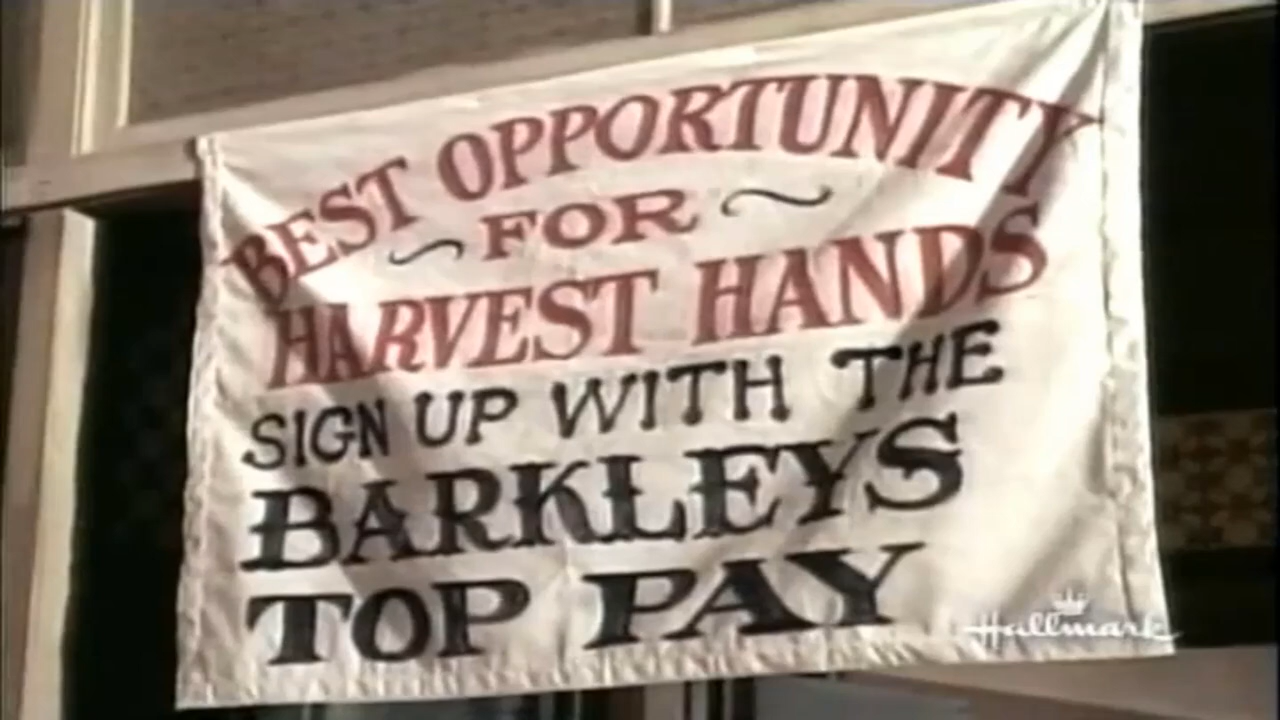 BEST OPPORTUNITY
~ FOR ~
HARVEST HANDS
SIGN UP WITH THE
BARKLEYS
TOP PAY
Hallmark